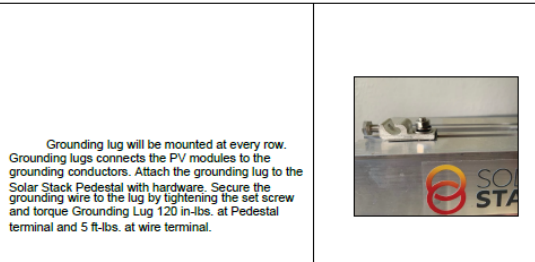 Grounding lug will be mounted at every row.
Grounding lugs connects the PV modules to the
grounding conductors. Attach the grounding lug to the
Solar Stack Pedestal with hardware. Secure the
grounding wire to the lug by tightening the set screw
and torque Grounding Lug 120 in-lbs. at Pedestal
terminal and 5 ft-lbs. at wire terminal.
SO
STA